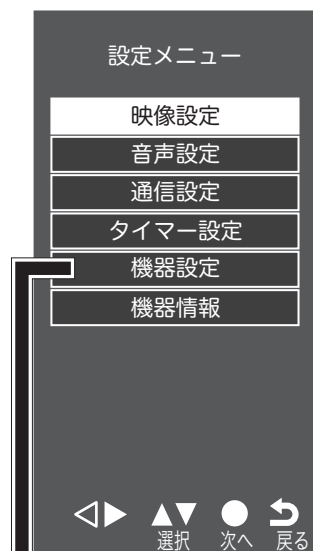 設定メニュー
映像設定
音声設定
通信設定
タイマー設定
機器設定
機器情報
選択 次へ 戻る